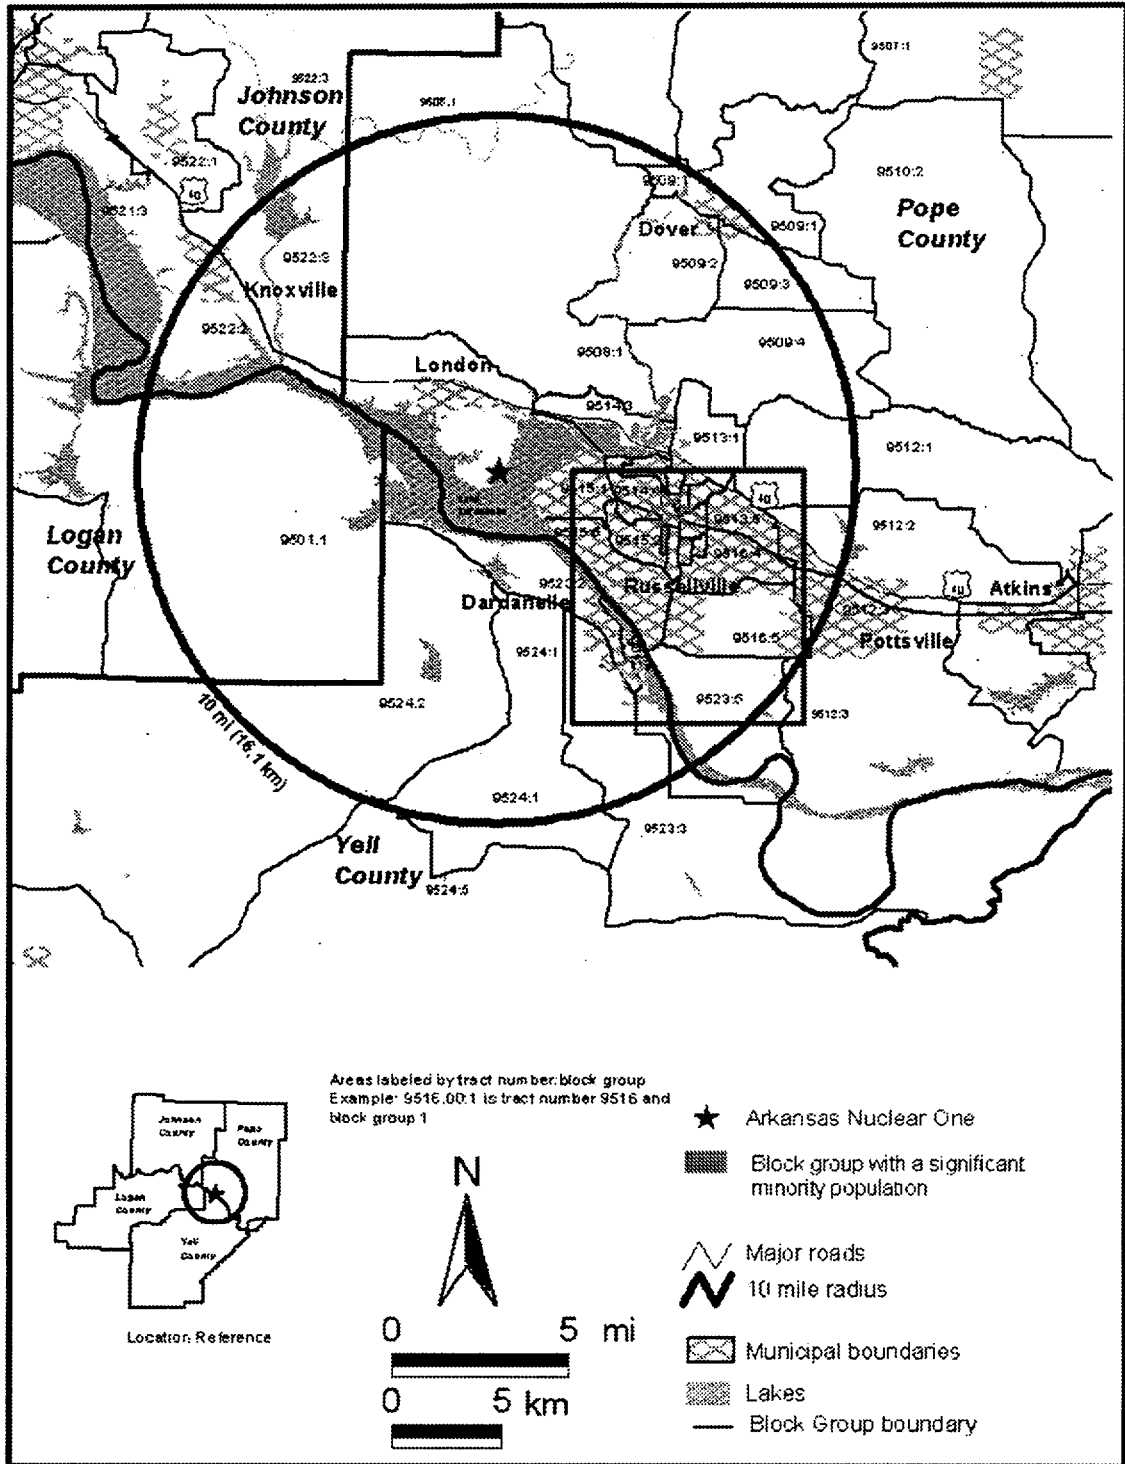 9507:1
9522:3
Johnson
County
9505:1
9522:1
40
9510:2
9509:1
Pope
County
9521:3
Dover
9509:1
9522:3
9509:2
Knoxville
9509:3
9522:2
9508:1
9509:4
London
9514:3
9513:1
9512:1
40
9512:2
Logan
County
9501:1
9516:4
Russellville
Dardanelle
40
Atkins
9516:5
Pottsville
9524:1
9524:2
9523:5
9512:3
10 mi (16.1 km)
9524:1
9523:3
Yell
County
9524:5
Areas labeled by tract number:block group
Example: 9516.00:1 is tract number 9516 and
block group 1
Johnson
County
Pope
County
Logan
County
Yell
County
Location Reference
N
0 5 mi
0 5 km
Arkansas Nuclear One
Block group with a significant
minority population
Major roads
10 mile radius
Municipal boundaries
Lakes
Block Group boundary